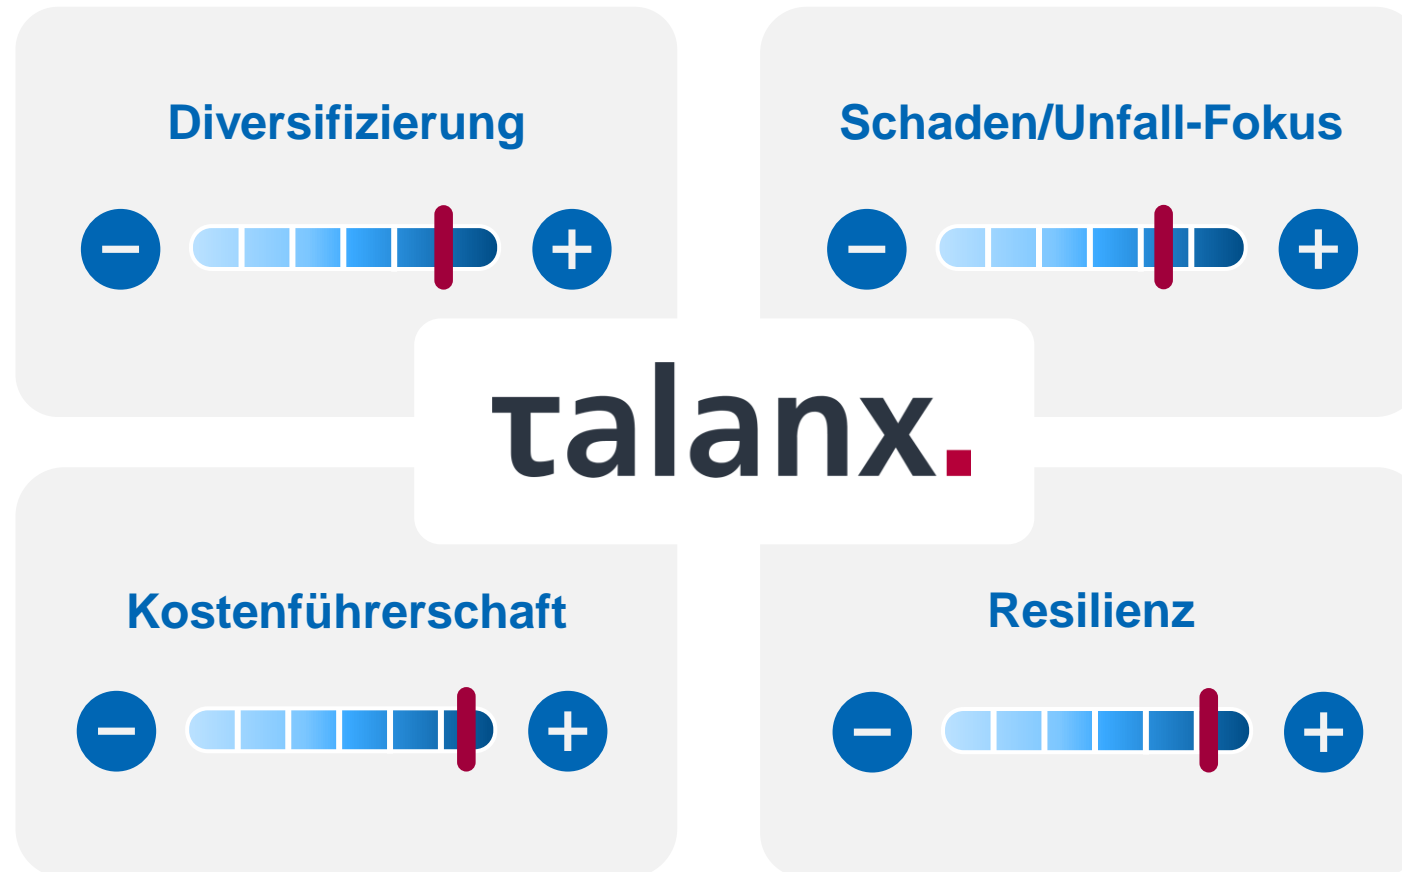 Diversifizierung
Schaden/Unfall-Fokus
talanx.
Kostenführerschaft
Resilienz